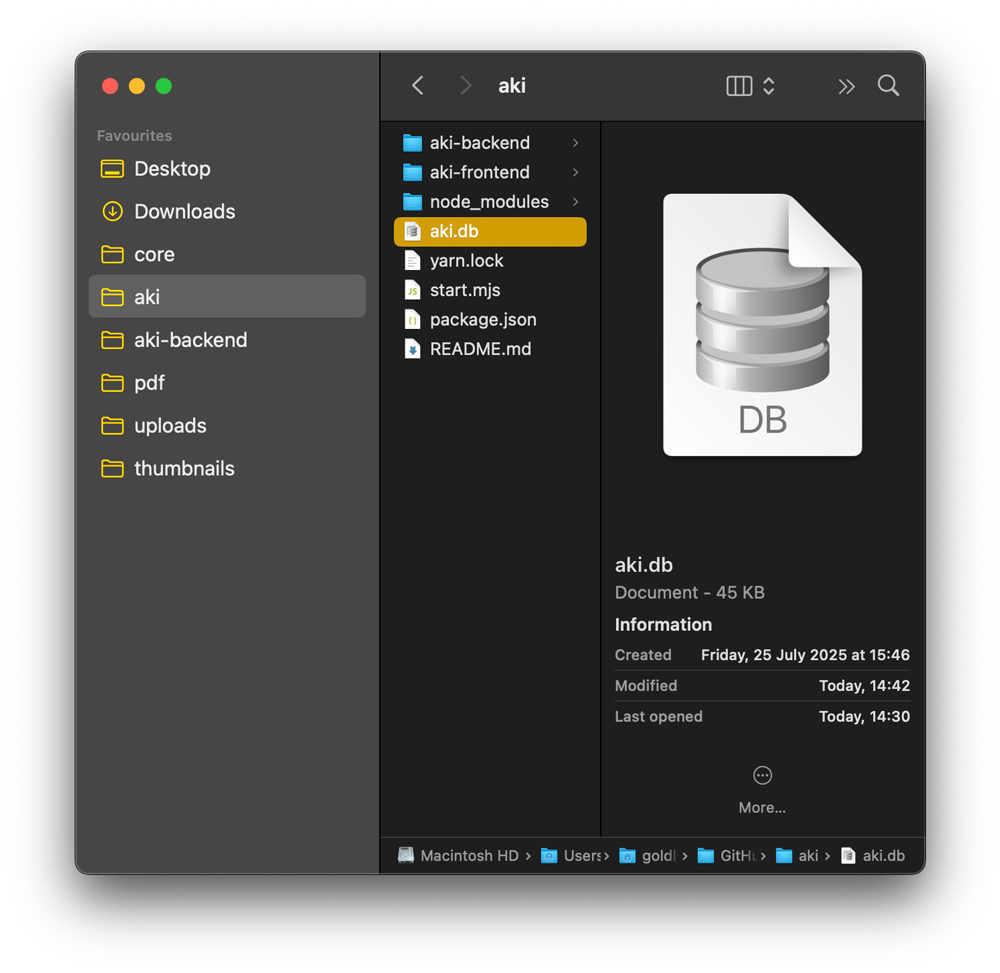 aki
Favourites
Desktop
Downloads
core
aki
aki-backend
pdf
uploads
thumbnails
aki-backend
aki-frontend
node_modules
aki.db
yarn.lock
JS start.mjs
{ } package.json
README.md
DB
aki.db
Document - 45 KB
Information
Created Friday, 25 July 2025 at 15:46
Modified Today, 14:42
Last opened Today, 14:30
More...
Macintosh HD › Users › goldl › GitHu › aki › aki.db